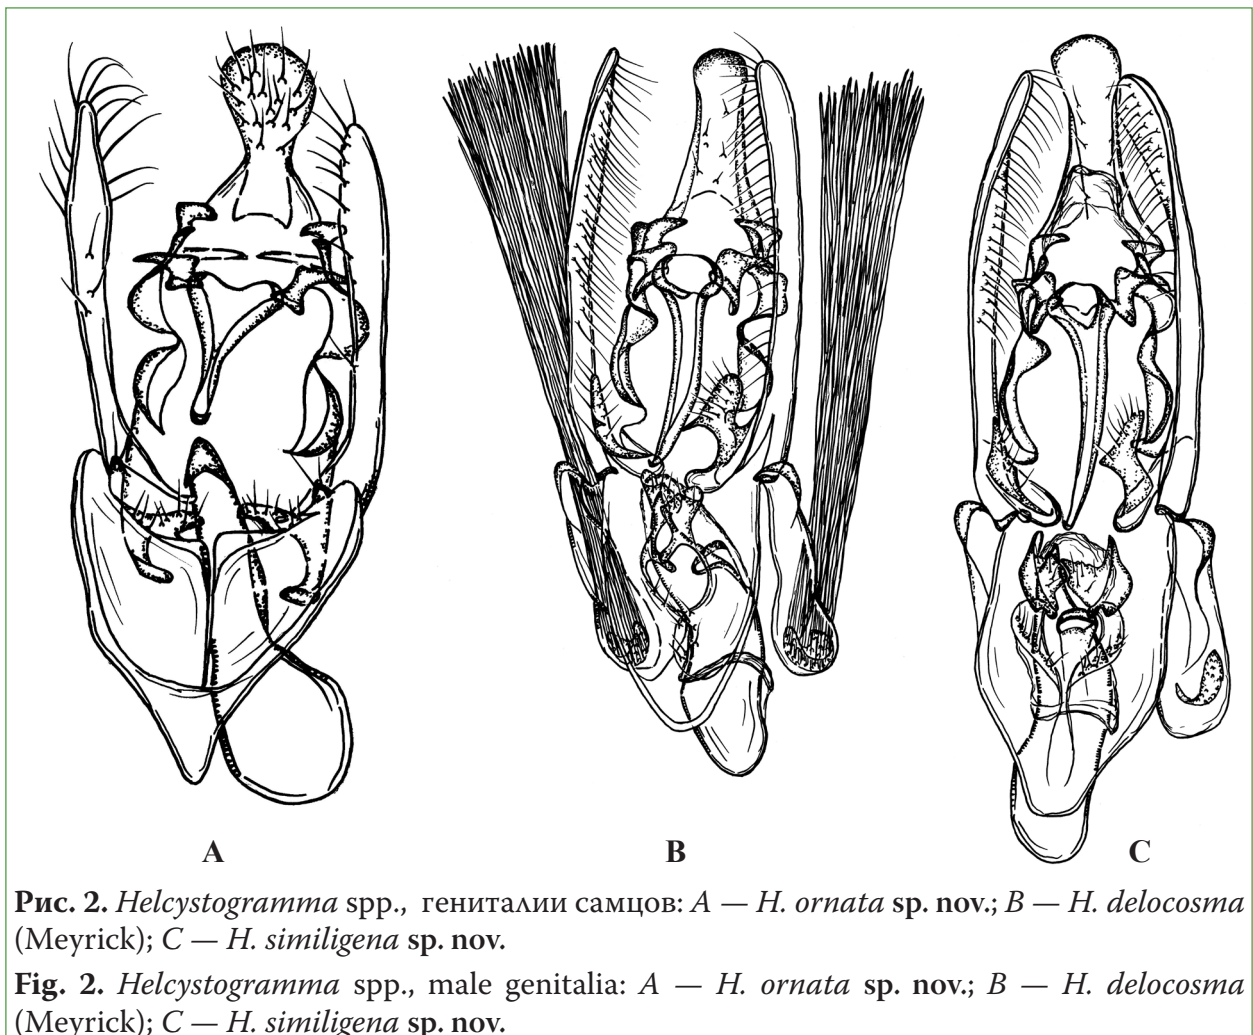 A
B
C
Рис. 2. Helcystogramma spp., гениталии самцов: A — H. ornata sp. nov.; B — H. delocosma
(Meyrick); C — H. similigena sp. nov.
Fig. 2. Helcystogramma spp., male genitalia: A — H. ornata sp. nov.; B — H. delocosma
(Meyrick); C — H. similigena sp. nov.